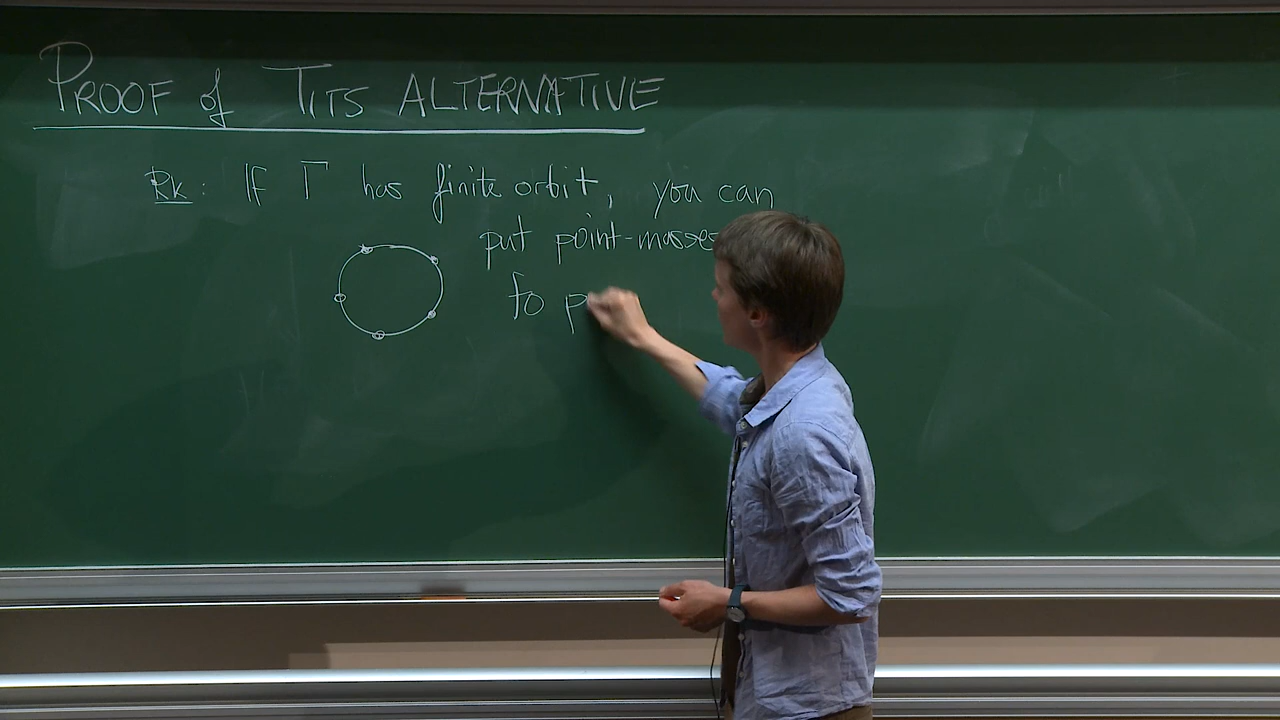 PROOF of TITS ALTERNATIVE
Rk: IF Γ has finite orbit, you can
put point-masses
to p